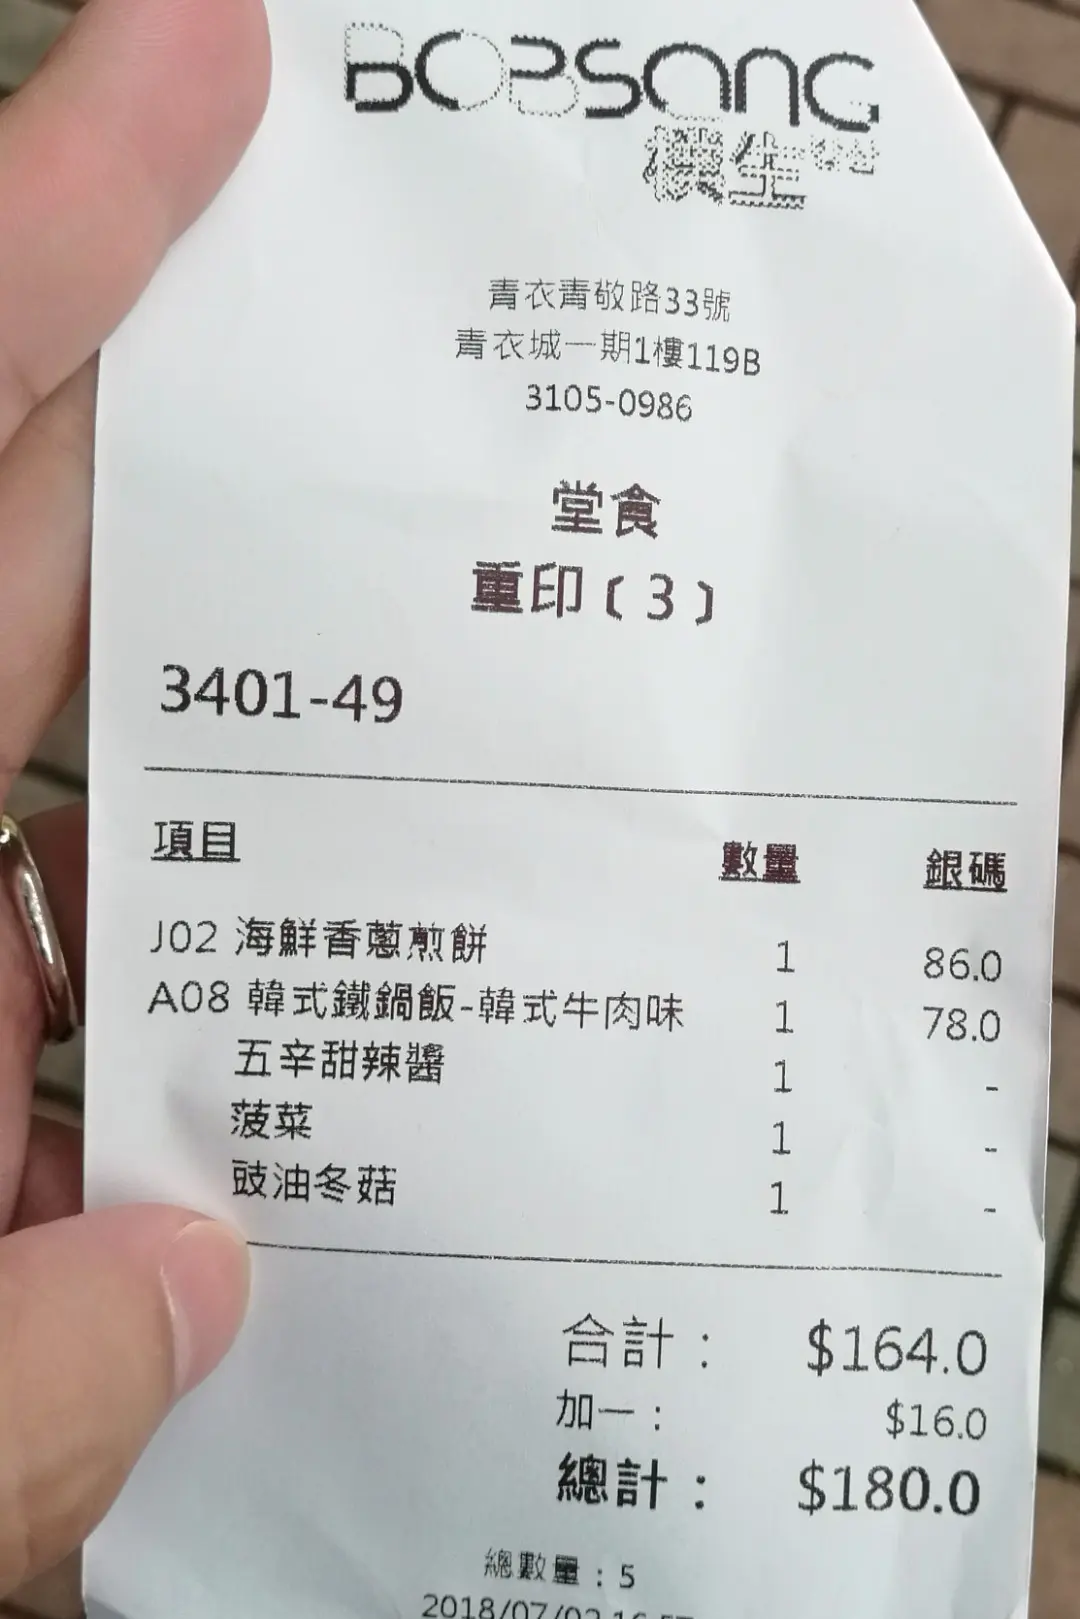 BOBSANG
青衣青敬路33號
青衣城一期1樓119B
3105-0986
堂食
重印(3)
3401-49
項目 數量 銀碼
J02 海鮮香蔥煎餅 1 86.0
A08 韓式鐵鍋飯-韓式牛肉味 1 78.0
五辛甜辣醬 1 -
菠菜 1 -
豉油冬菇 1 -
合計: $164.0
加一: $16.0
總計: $180.0
總數量:5
2018/07/02